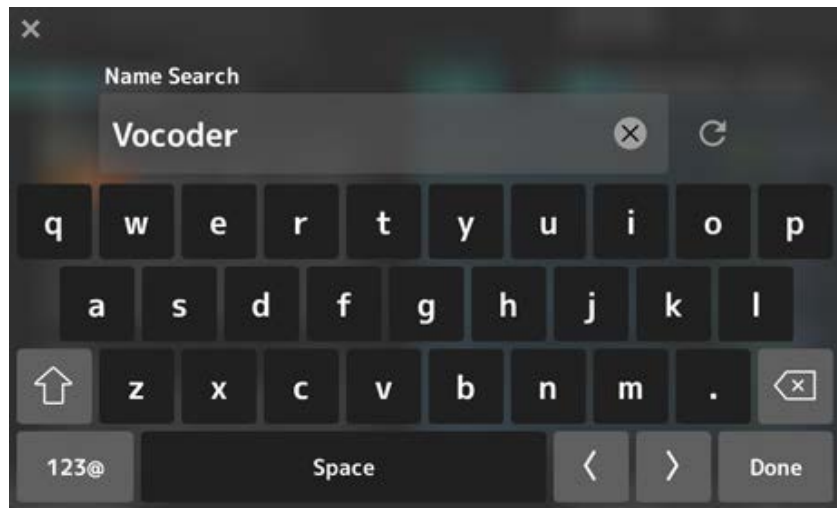 Name Search
Vocoder
q w e r t y u i o p
a s d f g h j k l
z x c v b n m .
123@ Space Done